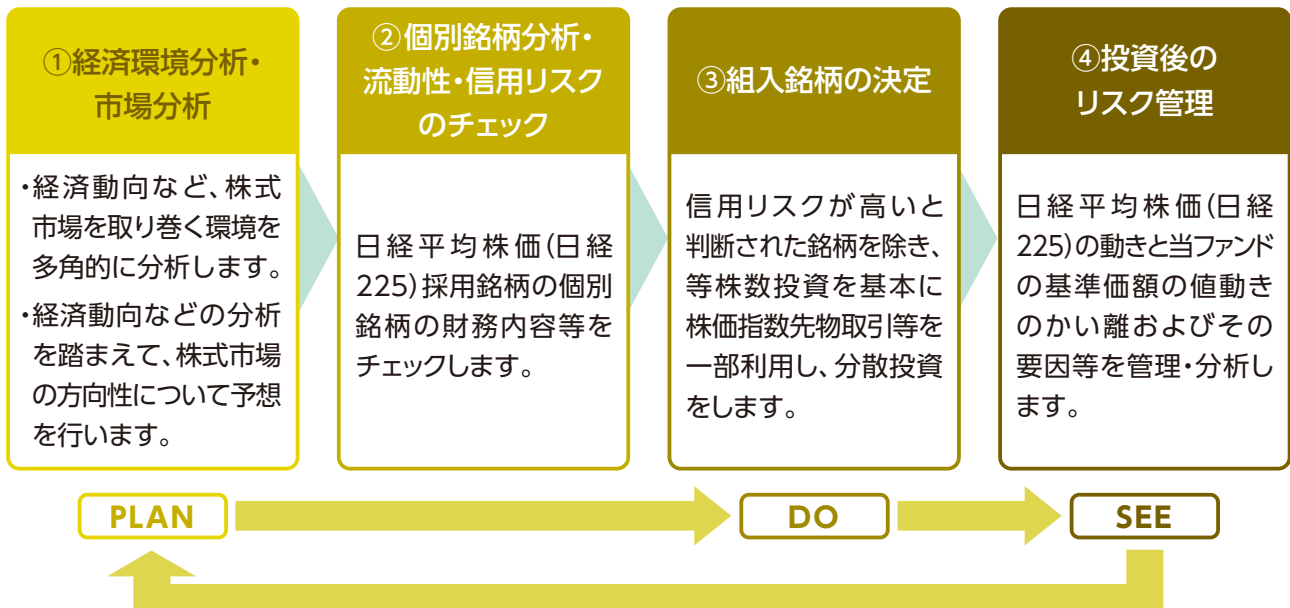 ①経済環境分析・
市場分析
・経済動向など、株式
市場を取り巻く環境を
多角的に分析します。
・経済動向などの分析
を踏まえて、株式市場
の方向性について予想
を行います。
②個別銘柄分析・
流動性・信用リスク
のチェック
日経平均株価(日経
225)採用銘柄の個別
銘柄の財務内容等を
チェックします。
③組入銘柄の決定
信用リスクが高いと
判断された銘柄を除き、
等株数投資を基本に
株価指数先物取引等を
一部利用し、分散投資
をします。
④投資後の
リスク管理
日経平均株価(日経
225)の動きと当ファンド
の基準価額の値動き
のかい離およびその
要因等を管理・分析し
ます。
PLAN
DO
SEE